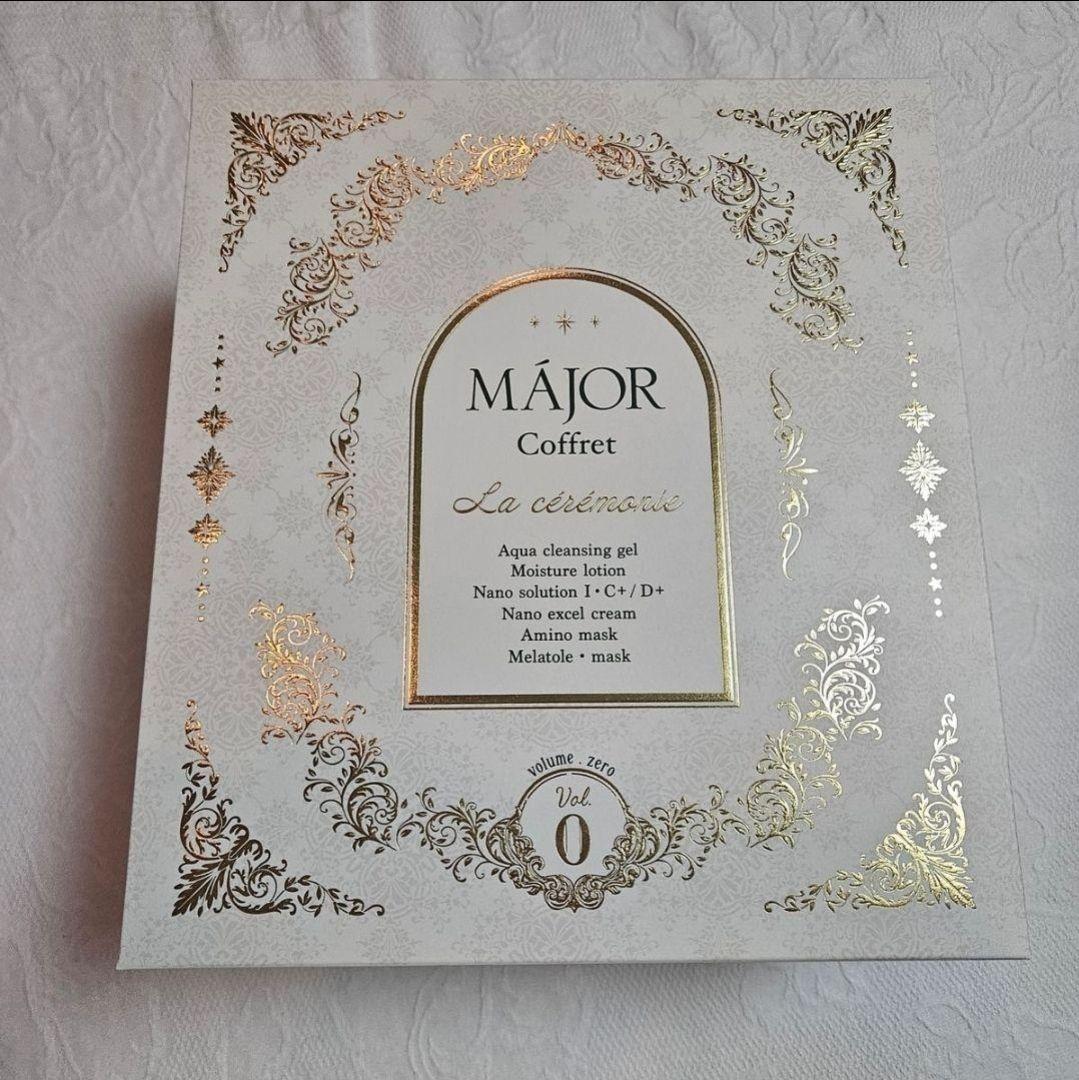 MÁJOR
Coffret
La cérémonie
Aqua cleansing gel
Moisture lotion
Nano solution I・C+/D+
Nano excel cream
Amino mask
Melatole・mask
volume . zero
Vol.
0